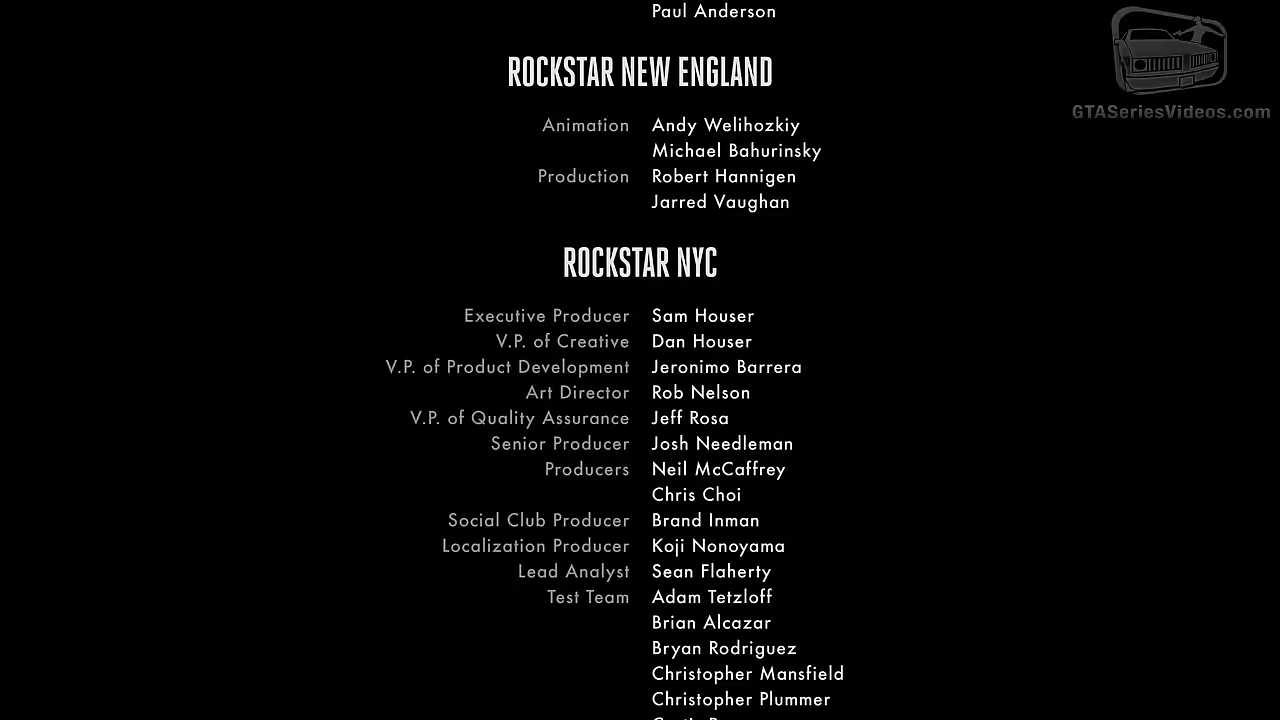 Paul Anderson
GTASeriesVideos.com
ROCKSTAR NEW ENGLAND
Animation Andy Welihozkiy
Michael Bahurinsky
Production Robert Hannigen
Jarred Vaughan
ROCKSTAR NYC
Executive Producer Sam Houser
V.P. of Creative Dan Houser
V.P. of Product Development Jeronimo Barrera
Art Director Rob Nelson
V.P. of Quality Assurance Jeff Rosa
Senior Producer Josh Needleman
Producers Neil McCaffrey
Chris Choi
Social Club Producer Brand Inman
Localization Producer Koji Nonoyama
Lead Analyst Sean Flaherty
Test Team Adam Tetzloff
Brian Alcazar
Bryan Rodriguez
Christopher Mansfield
Christopher Plummer